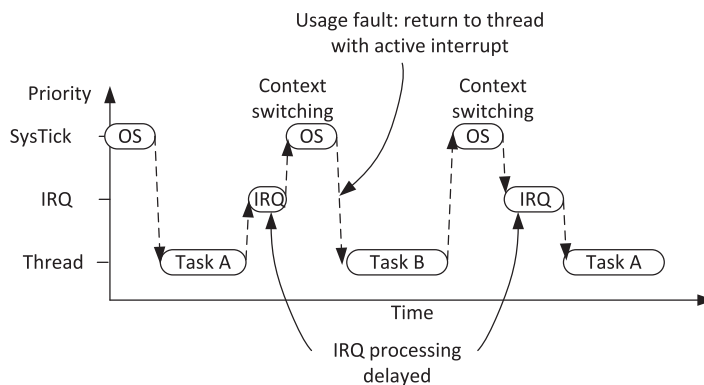 Usage fault: return to thread
with active interrupt
Priority
Context
switching
Context
switching
SysTick
OS
OS
OS
IRQ
IRQ
IRQ
Thread
Task A
Task B
Task A
Time
IRQ processing
delayed